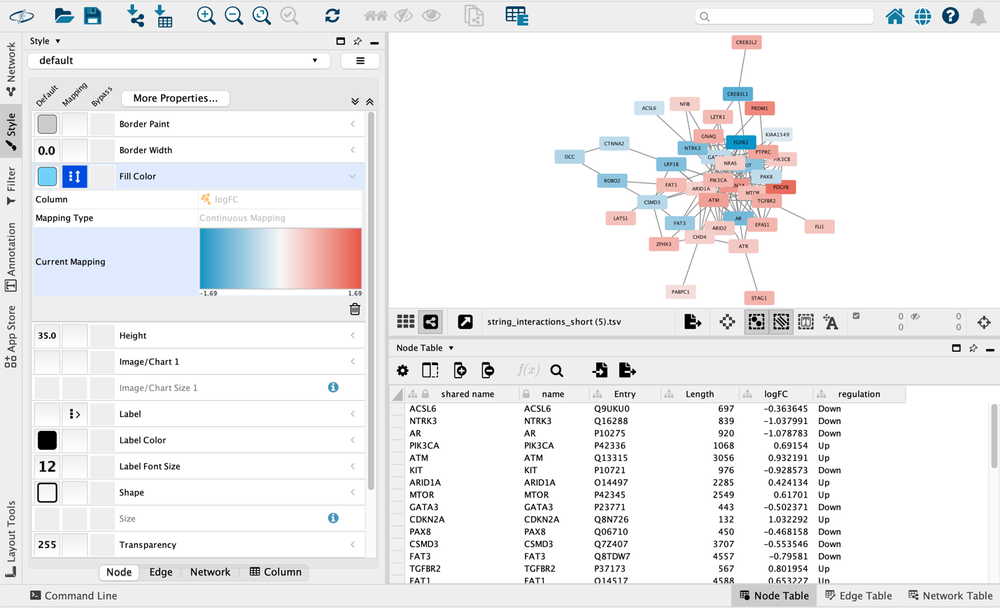 Style
default
Default
Mapping
Bypass
More Properties...
Border Paint
0.0 Border Width
Fill Color
Column logFC
Mapping Type Continuous Mapping
Current Mapping
-1.69 1.69
35.0 Height
Image/Chart 1
Image/Chart Size 1
Label
Label Color
12 Label Font Size
Shape
Size
255 Transparency
Node Edge Network Column
Network
Style
Filter
Annotation
App Store
Layout Tools
CREB3L2
CREB3L1
ACSL6
NFIB
PRDM1
LZTR1
GNAQ
KIAA1549
CTNNA2
NTRK3
FGFR2
PTPRC
DCC
LRP1B
NRAS
KIT
PIK3CB
PAX8
ROBO2
FAT1
PIK3CA
ARID1A
PDGFB
MTOR
CSMD3
ATM
TGFBR2
LATS1
FAT3
AR
ARID2
EPAS1
FLI1
CHD4
ZFHX3
ATR
PABPC1
STAG1
string_interactions_short (5).tsv
0 0
0 0
Node Table
f(x)
shared name name Entry Length logFC regulation
ACSL6 ACSL6 Q9UKU0 697 -0.363645 Down
NTRK3 NTRK3 Q16288 839 -1.037991 Down
AR AR P10275 920 -1.078783 Down
PIK3CA PIK3CA P42336 1068 0.69154 Up
ATM ATM Q13315 3056 0.932191 Up
KIT KIT P10721 976 -0.928573 Down
ARID1A ARID1A O14497 2285 0.424134 Up
MTOR MTOR P42345 2549 0.61701 Up
GATA3 GATA3 P23771 443 -0.502371 Down
CDKN2A CDKN2A Q8N726 132 1.032292 Up
PAX8 PAX8 Q06710 450 -0.468158 Down
CSMD3 CSMD3 Q7Z407 3707 -0.553546 Down
FAT3 FAT3 Q8TDW7 4557 -0.79581 Down
TGFBR2 TGFBR2 P37173 567 0.801954 Up
FAT1 FAT1 Q14517 4588 0.653227 Up
Command Line
Node Table Edge Table Network Table